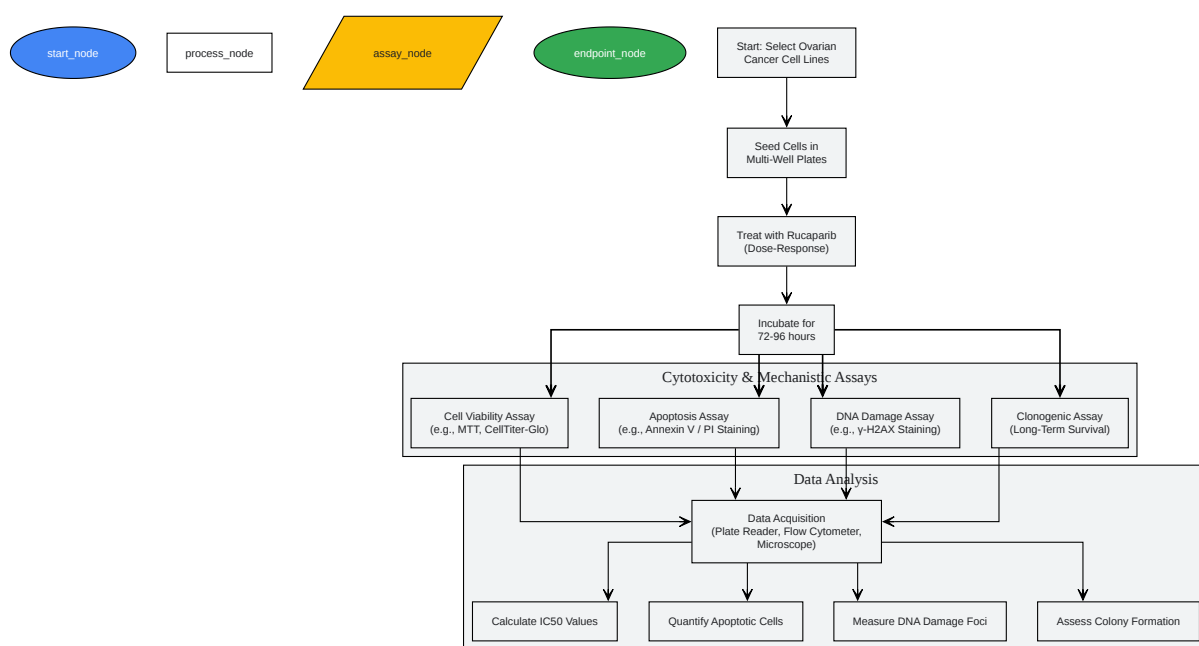 start_node
process_node
assay_node
endpoint_node
Start: Select Ovarian
Cancer Cell Lines
Seed Cells in
Multi-Well Plates
Treat with Rucaparib
(Dose-Response)
Incubate for
72-96 hours
Cytotoxicity & Mechanistic Assays
Cell Viability Assay
(e.g., MTT, CellTiter-Glo)
Apoptosis Assay
(e.g., Annexin V / PI Staining)
DNA Damage Assay
(e.g., γ-H2AX Staining)
Clonogenic Assay
(Long-Term Survival)
Data Analysis
Data Acquisition
(Plate Reader, Flow Cytometer,
Microscope)
Calculate IC50 Values
Quantify Apoptotic Cells
Measure DNA Damage Foci
Assess Colony Formation